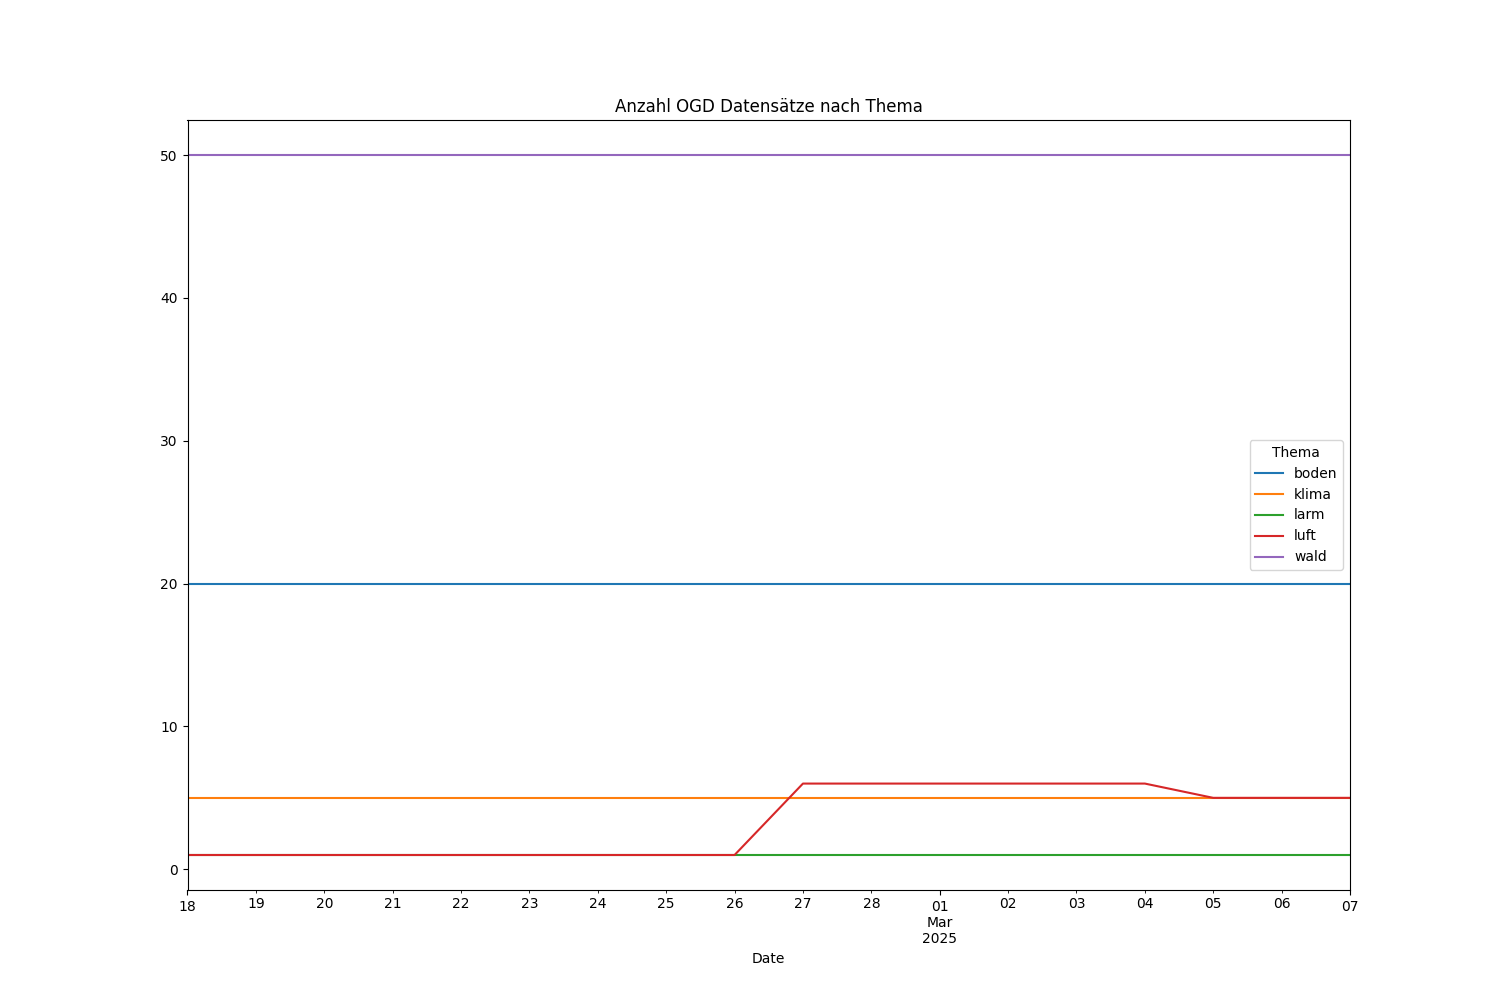 Anzahl OGD Datensätze nach Thema
50
40
30
20
10
0
Thema
boden
klima
larm
luft
wald
18 19 20 21 22 23 24 25 26 27 28 01 02 03 04 05 06 07
Mar
2025
Date